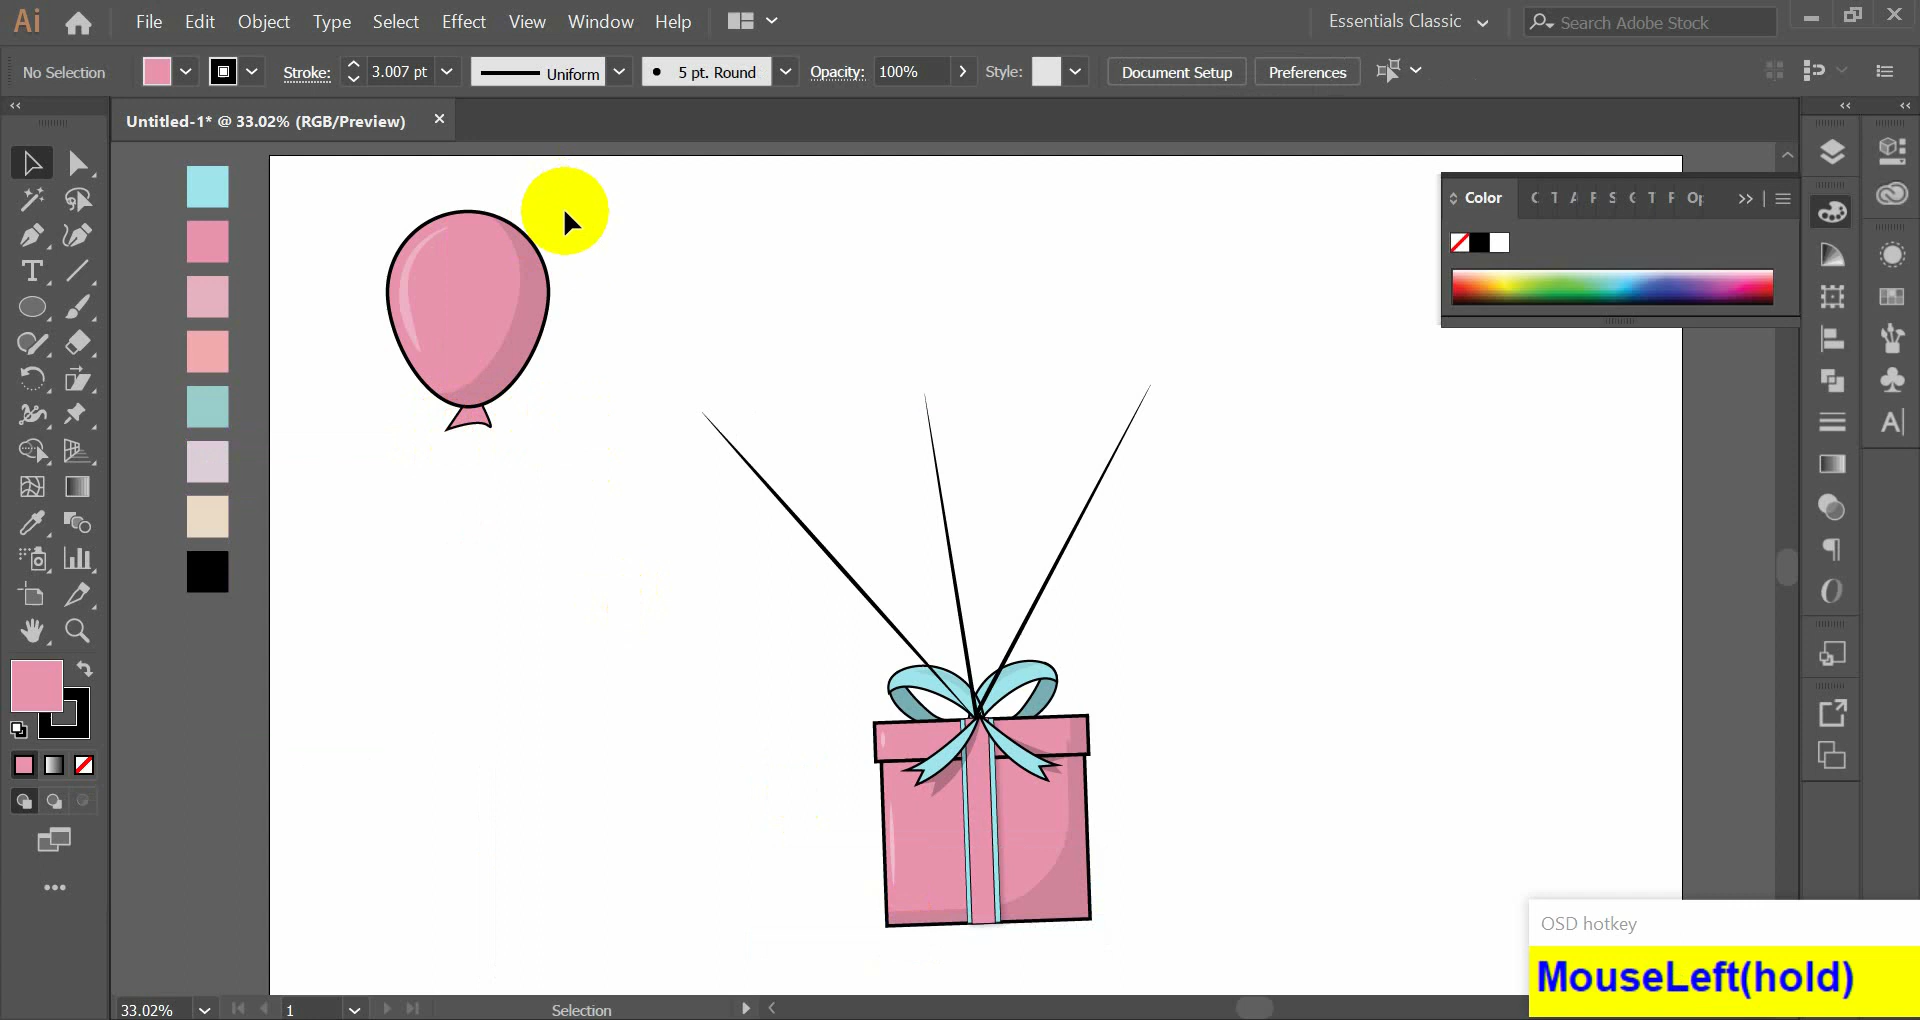 Ai File Edit Object Type Select Effect View Window Help Essentials Classic Search Adobe Stock
No Selection Stroke: 3.007 pt Uniform 5 pt. Round Opacity: 100% Style: Document Setup Preferences
Untitled-1* @ 33.02% (RGB/Preview)
Color
OSD hotkey
MouseLeft(hold)
33.02% 1 Selection